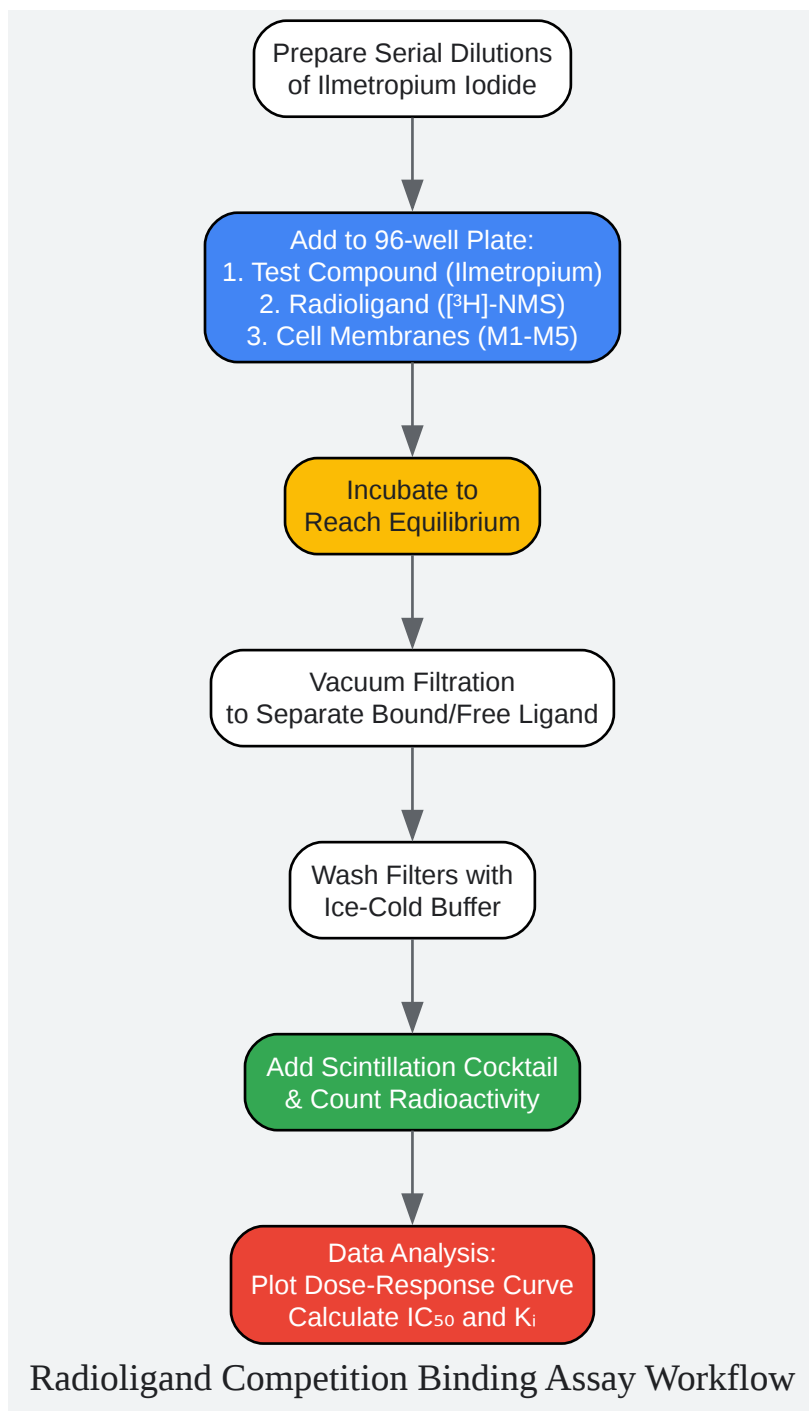 Prepare Serial Dilutions
of Ilmetropium Iodide
Add to 96-well Plate:
1. Test Compound (Ilmetropium)
2. Radioligand ([³H]-NMS)
3. Cell Membranes (M1-M5)
Incubate to
Reach Equilibrium
Vacuum Filtration
to Separate Bound/Free Ligand
Wash Filters with
Ice-Cold Buffer
Add Scintillation Cocktail
& Count Radioactivity
Data Analysis:
Plot Dose-Response Curve
Calculate IC₅₀ and Kᵢ
Radioligand Competition Binding Assay Workflow